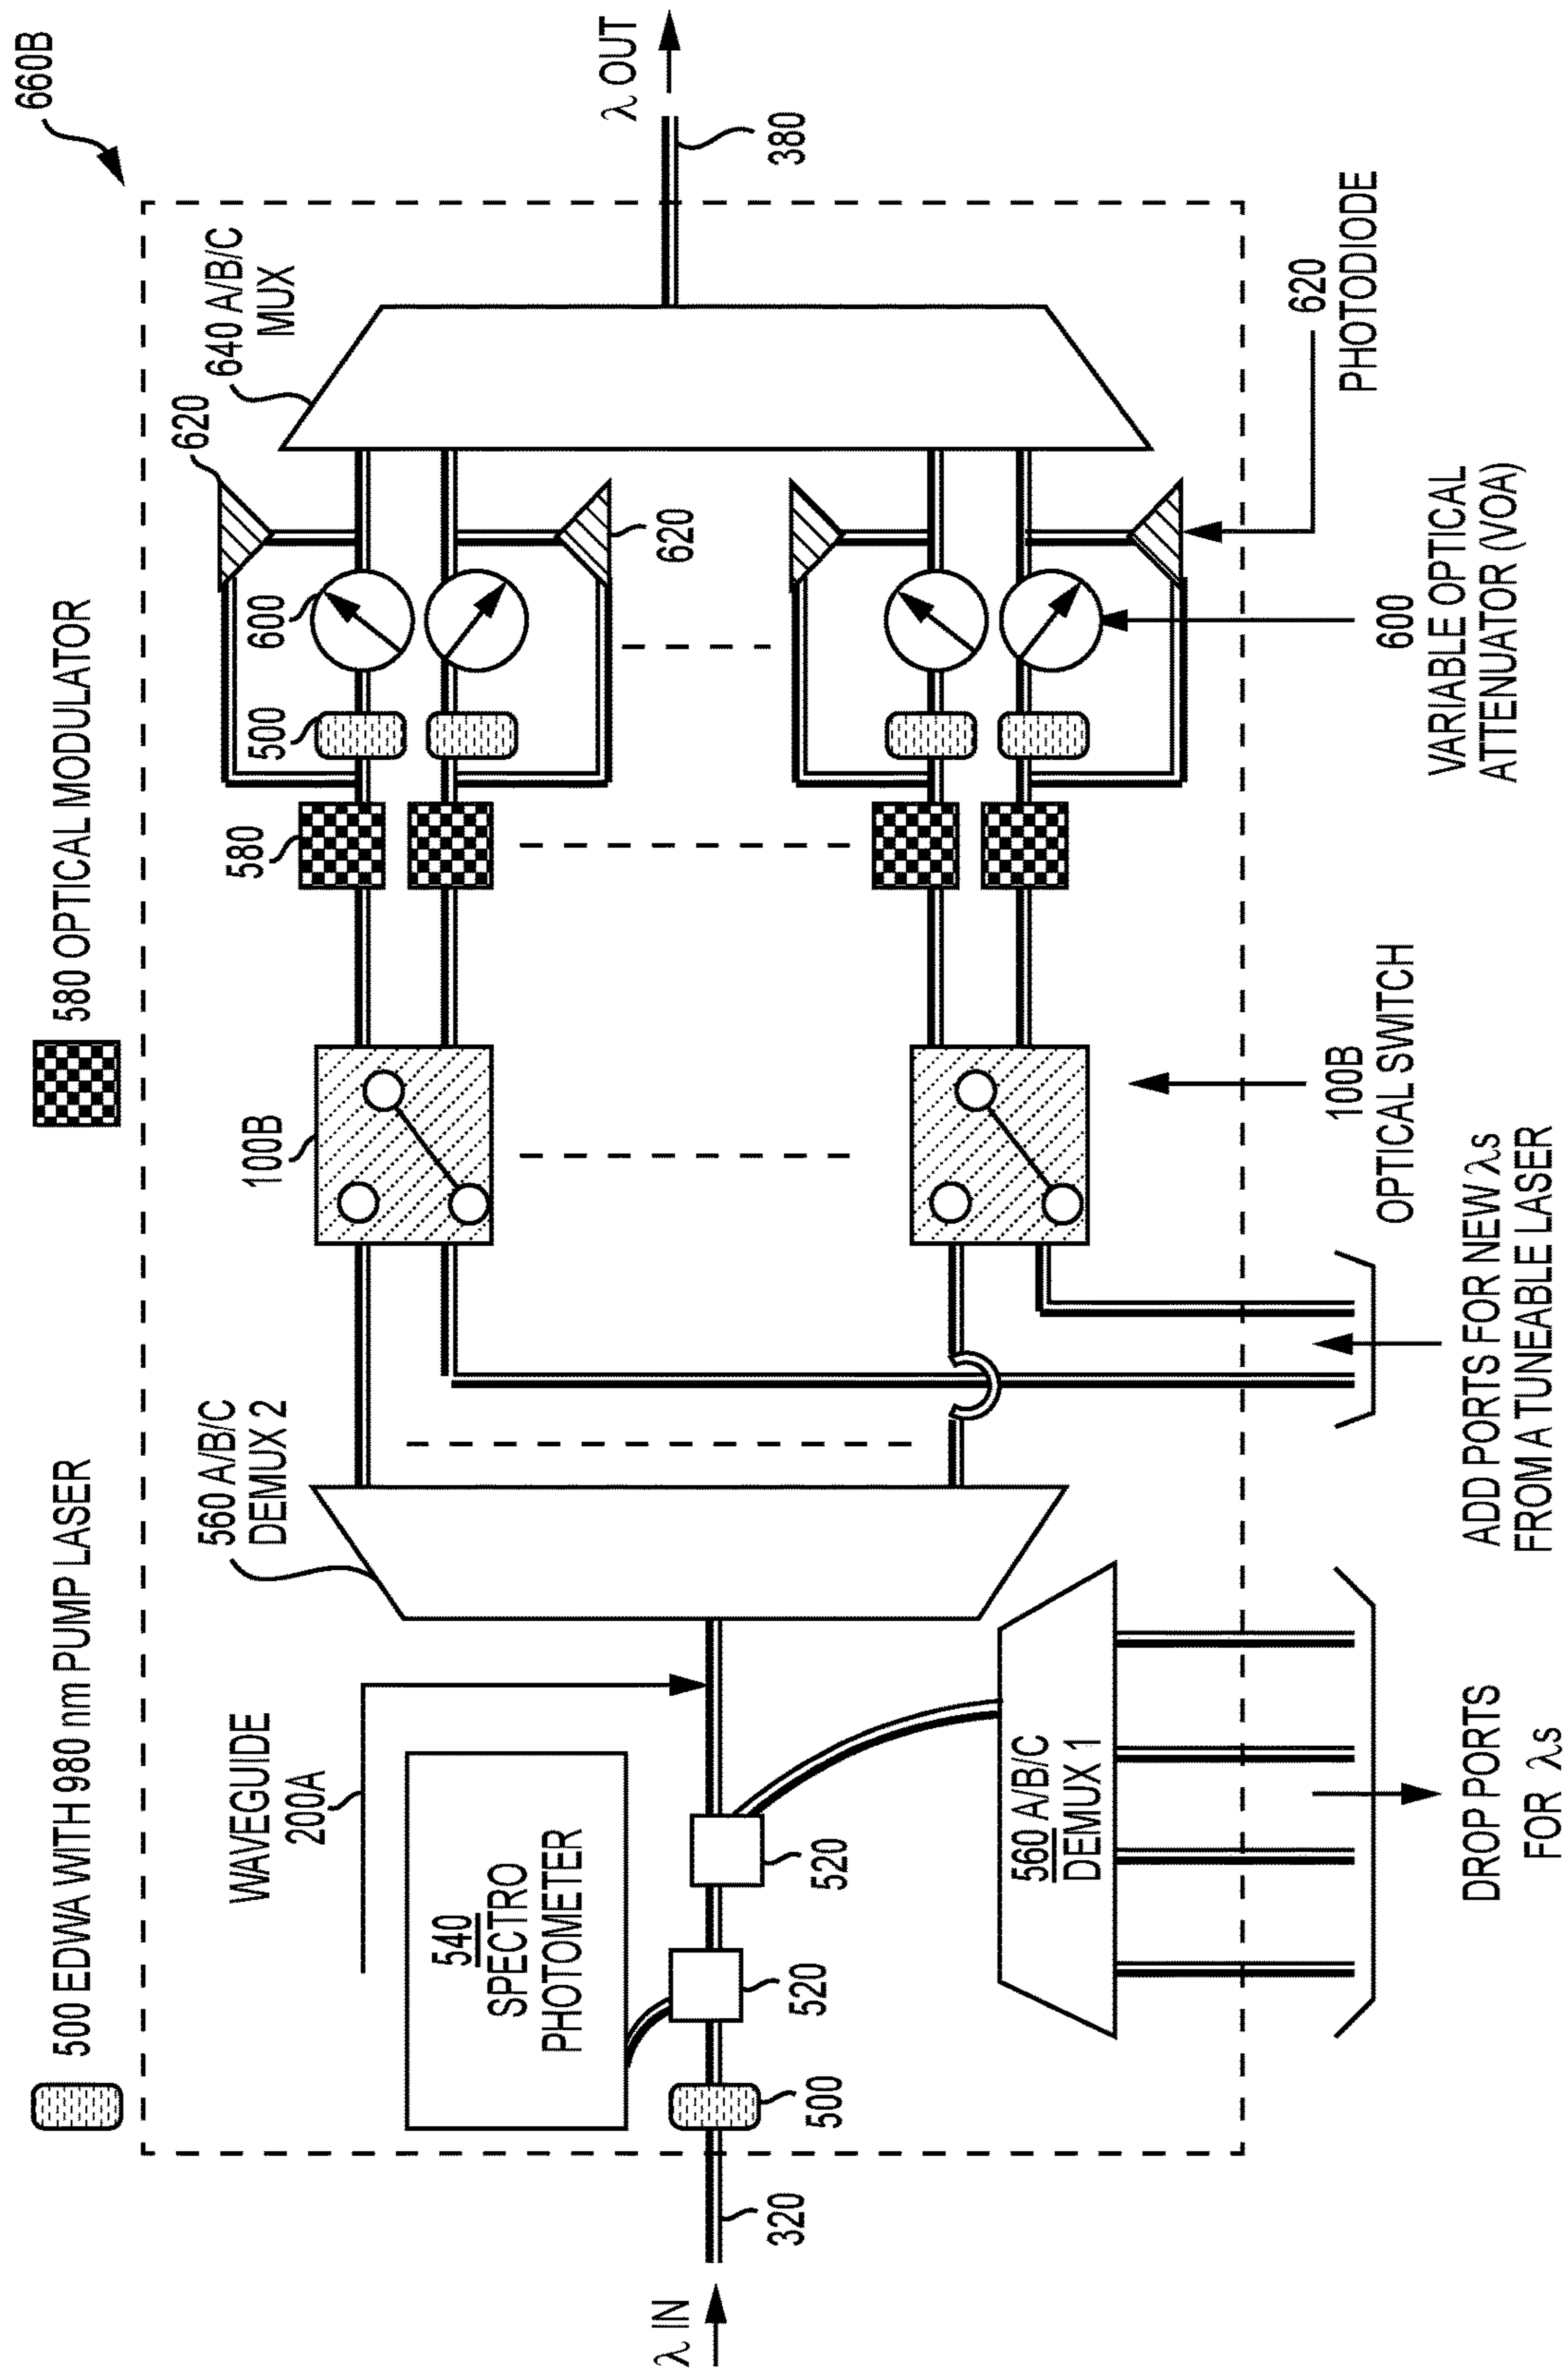 660B
500 EDWA WITH 980 nm PUMP LASER
580 OPTICAL MODULATOR
WAVEGUIDE
200A
560 A/B/C
DEMUX 2
100B
580
500
600
620
640 A/B/C
MUX
540
SPECTRO
PHOTOMETER
620
λ IN
320
500
520
520
λ OUT
380
560 A/B/C
DEMUX 1
DROP PORTS
FOR λs
ADD PORTS FOR NEW λs
FROM A TUNEABLE LASER
100B
OPTICAL SWITCH
600
VARIABLE OPTICAL
ATTENUATOR (VOA)
620
PHOTODIODE